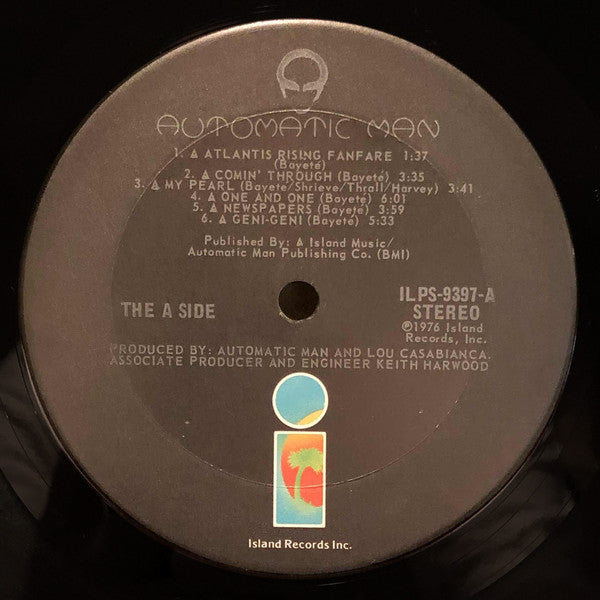 AUTOMATIC MAN
1. ▲ ATLANTIS RISING FANFARE 1:37
(Bayeté)
2. ▲ COMIN' THROUGH (Bayeté) 3:35
3. ▲ MY PEARL (Bayete/Shrieve/Thrall/Harvey) 3:41
4. ▲ ONE AND ONE (Bayeté) 6:01
5. ▲ NEWSPAPERS (Bayeté) 3:59
6. ▲ GENI-GENI (Bayeté) 5:33
Published By: ▲ Island Music/
Automatic Man Publishing Co. (BMI)
THE A SIDE
ILPS-9397-A
STEREO
©1976 Island
Records, Inc.
PRODUCED BY: AUTOMATIC MAN AND LOU CASABIANCA.
ASSOCIATE PRODUCER AND ENGINEER KEITH HARWOOD
i
Island Records Inc.